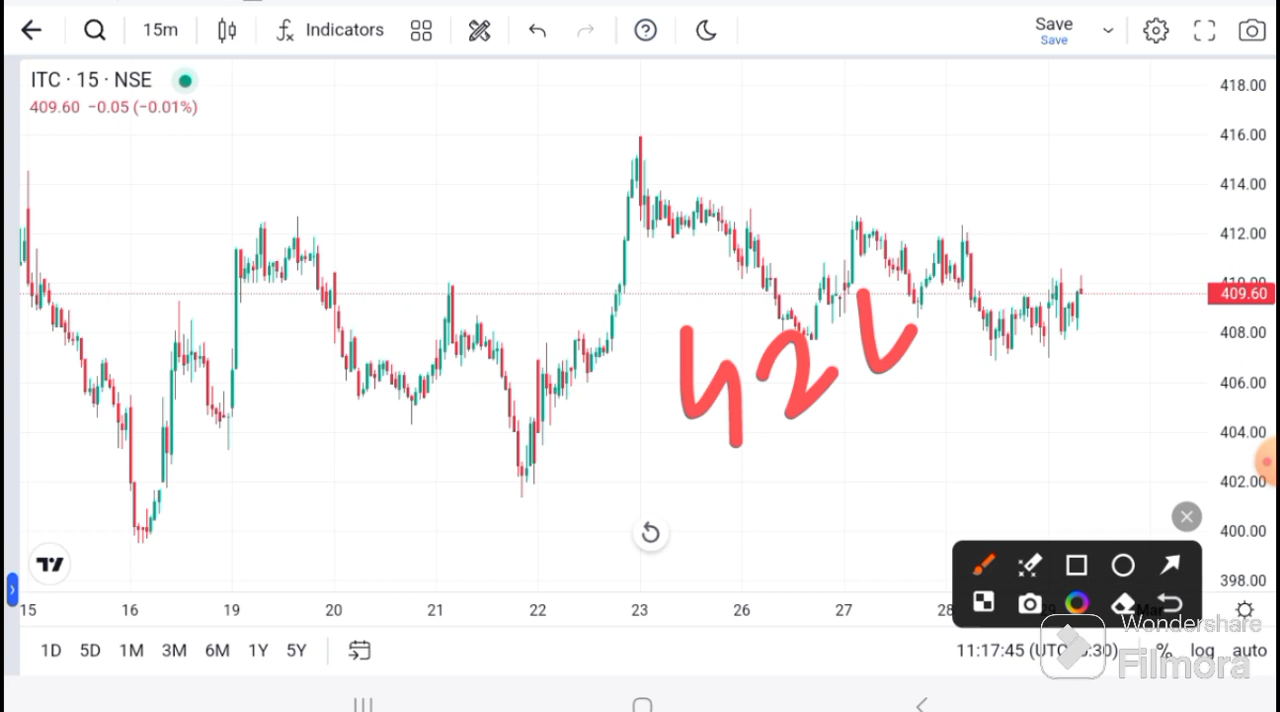 15m Indicators Save
Save
ITC · 15 · NSE
409.60 −0.05 (−0.01%)
418.00
416.00
414.00
412.00
409.60
408.00
406.00
404.00
402.00
400.00
398.00
42
15 16 19 20 21 22 23 26 27 28
1D 5D 1M 3M 6M 1Y 5Y 11:17:45 % log auto
Wondershare
Filmora